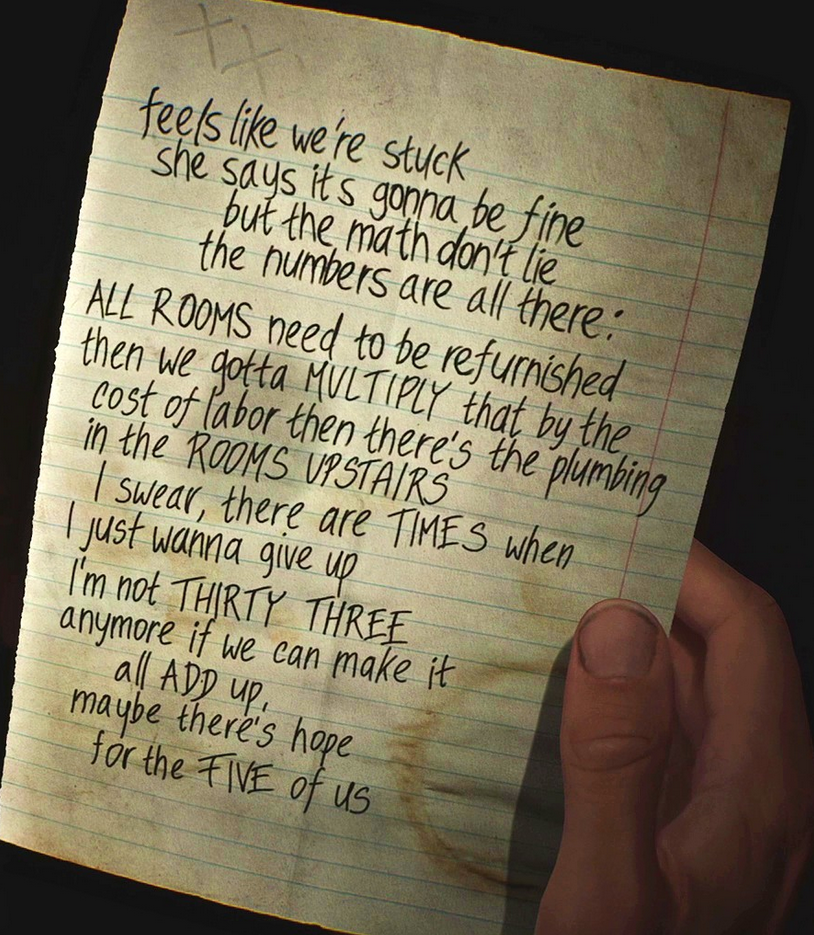 XX
feels like we're stuck
she says its gonna be fine
but the math don't lie
the numbers are all there:
ALL ROOMS need to be refurnished
then we gotta MULTIPLY that by the
cost of labor then there's the plumbing
in the ROOMS UPSTAIRS
I swear, there are TIMES when
I just wanna give up
I'm not THIRTY THREE
anymore if we can make it
all ADD up,
maybe there's hope
for the FIVE of us